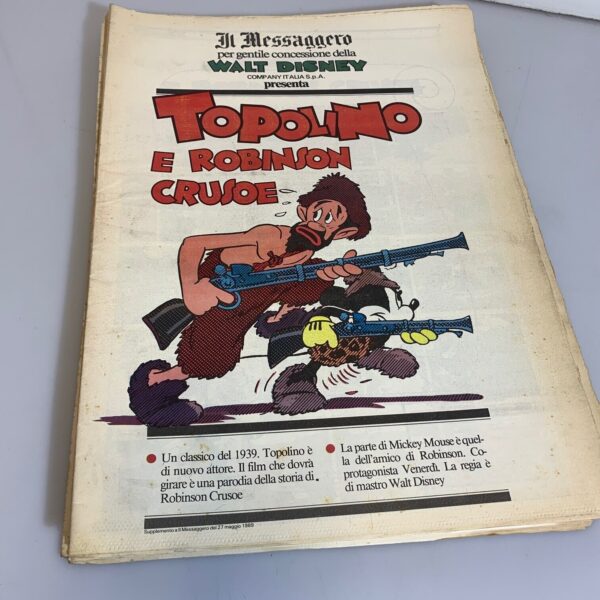 Il Messaggero
per gentile concessione della
WALT DISNEY
COMPANY ITALIA S.p.A.
presenta
TOPOLINO
E ROBINSON
CRUSOE
● Un classico del 1939. Topolino è
di nuovo attore. Il film che dovrà
girare è una parodia della storia di
Robinson Crusoe
● La parte di Mickey Mouse è quel-
la dell'amico di Robinson. Co-
protagonista Venerdì. La regia è
di mastro Walt Disney
Supplemento a Il Messaggero del 27 maggio 1989